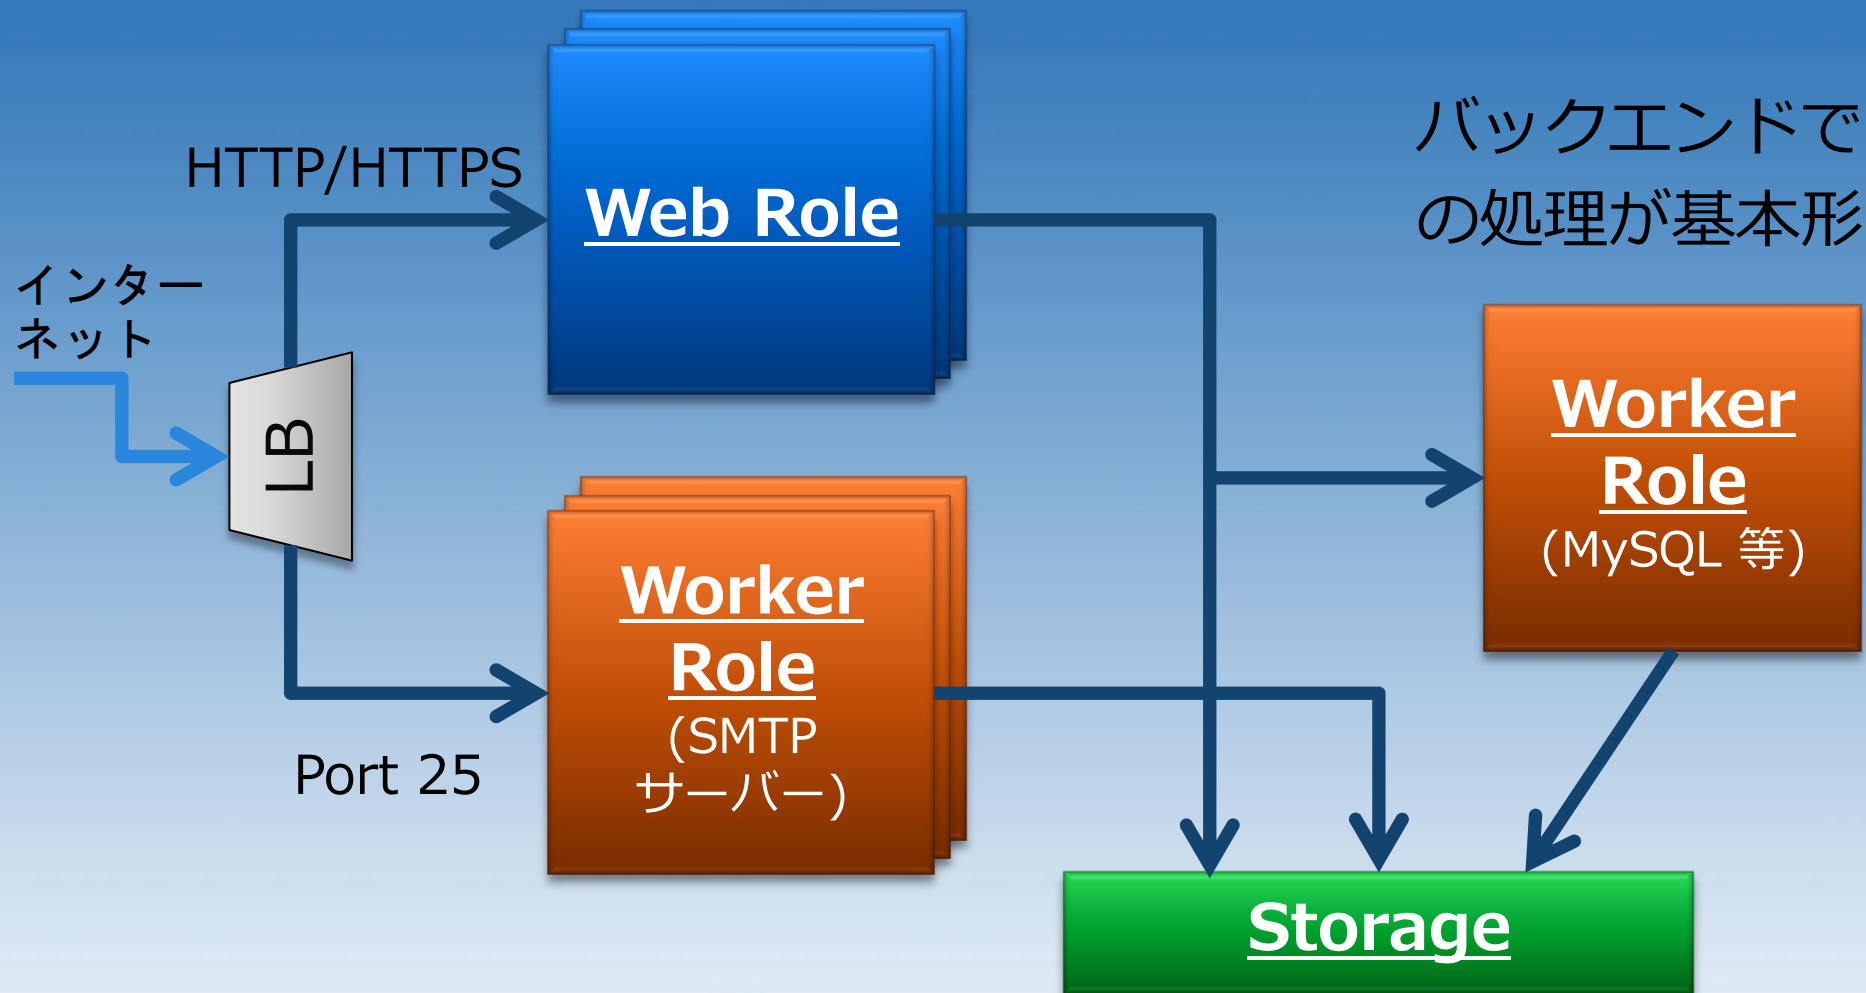 バックエンドで
の処理が基本形
HTTP/HTTPS
Web Role
インター
ネット
LB
Worker
Role
(MySQL 等)
Worker
Role
(SMTP
サーバー)
Port 25
Storage